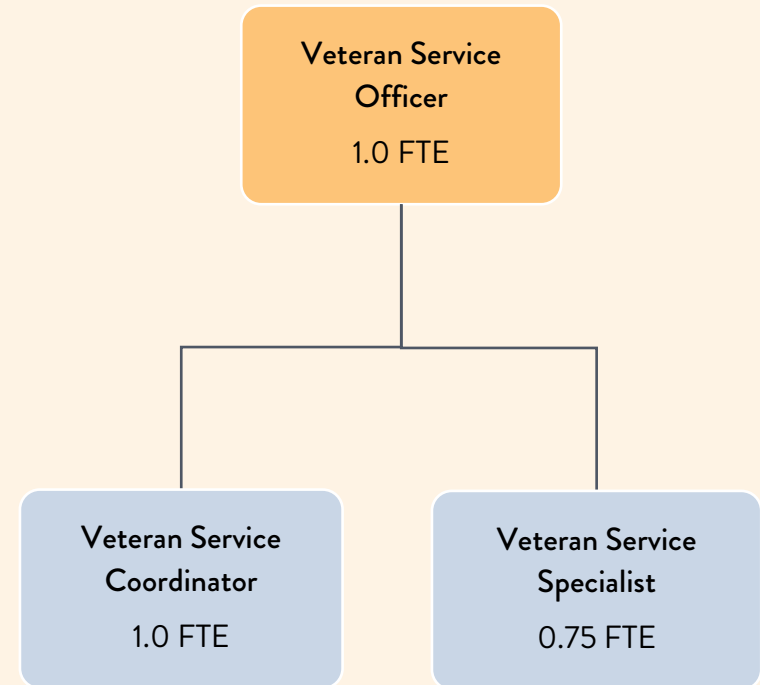 Veteran Service
Officer
1.0 FTE
Veteran Service
Coordinator
1.0 FTE
Veteran Service
Specialist
0.75 FTE